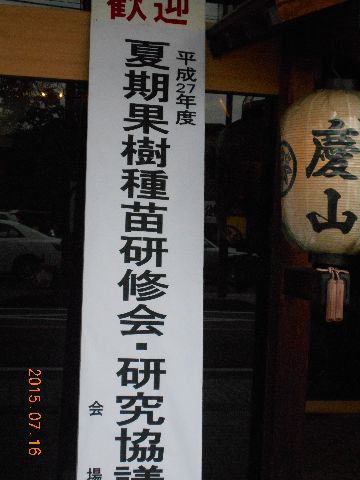 歓迎
平成27年度
夏期果樹種苗研修会・研究協議
会場
慶山
2015.07.16